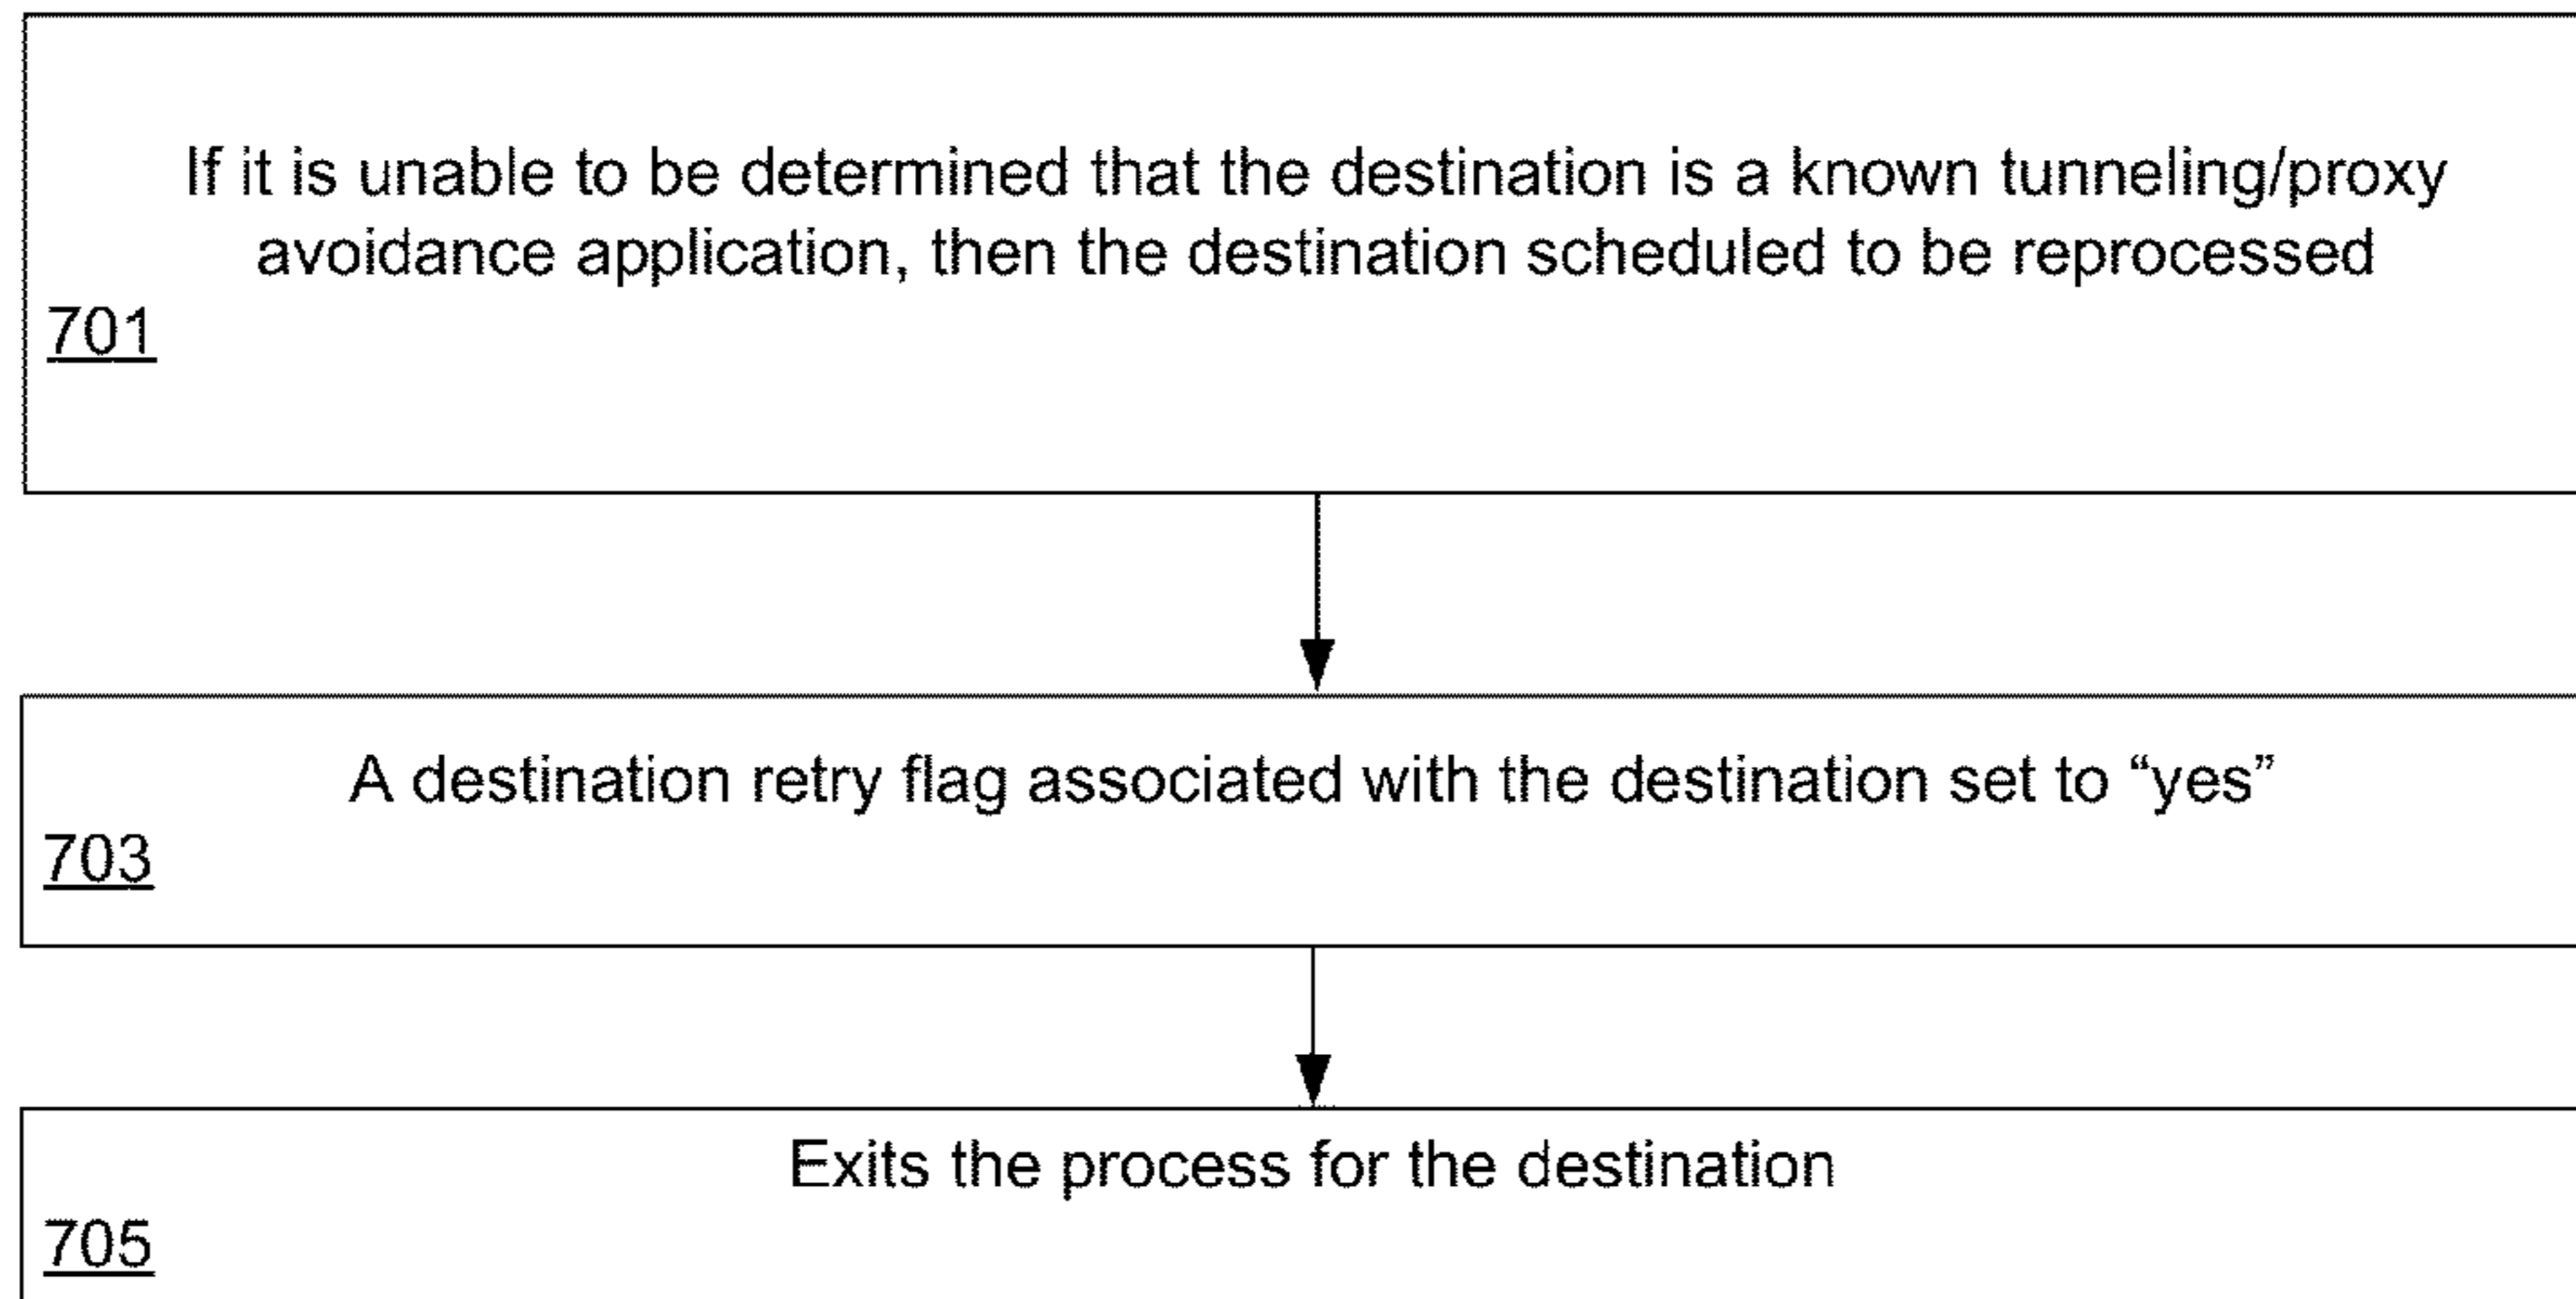 If it is unable to be determined that the destination is a known tunneling/proxy
avoidance application, then the destination scheduled to be reprocessed
701
A destination retry flag associated with the destination set to “yes”
703
Exits the process for the destination
705